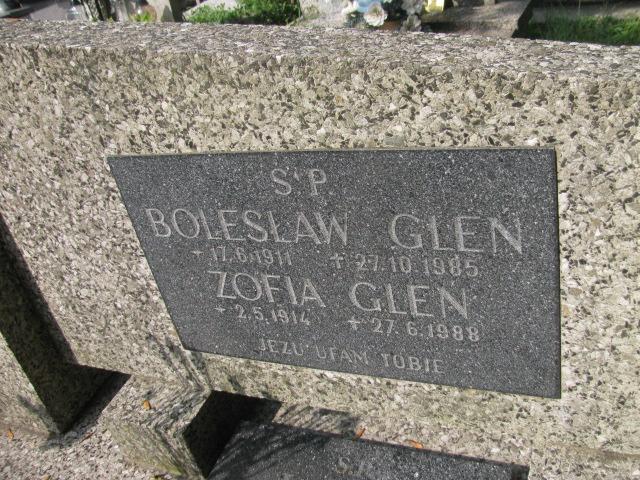 Ś'P
BOLESŁAW GLEN
* 17.6.1911 + 27.10.1985
ZOFIA GLEN
* 2.5.1914 + 27.6.1988
JEZU UFAM TOBIE